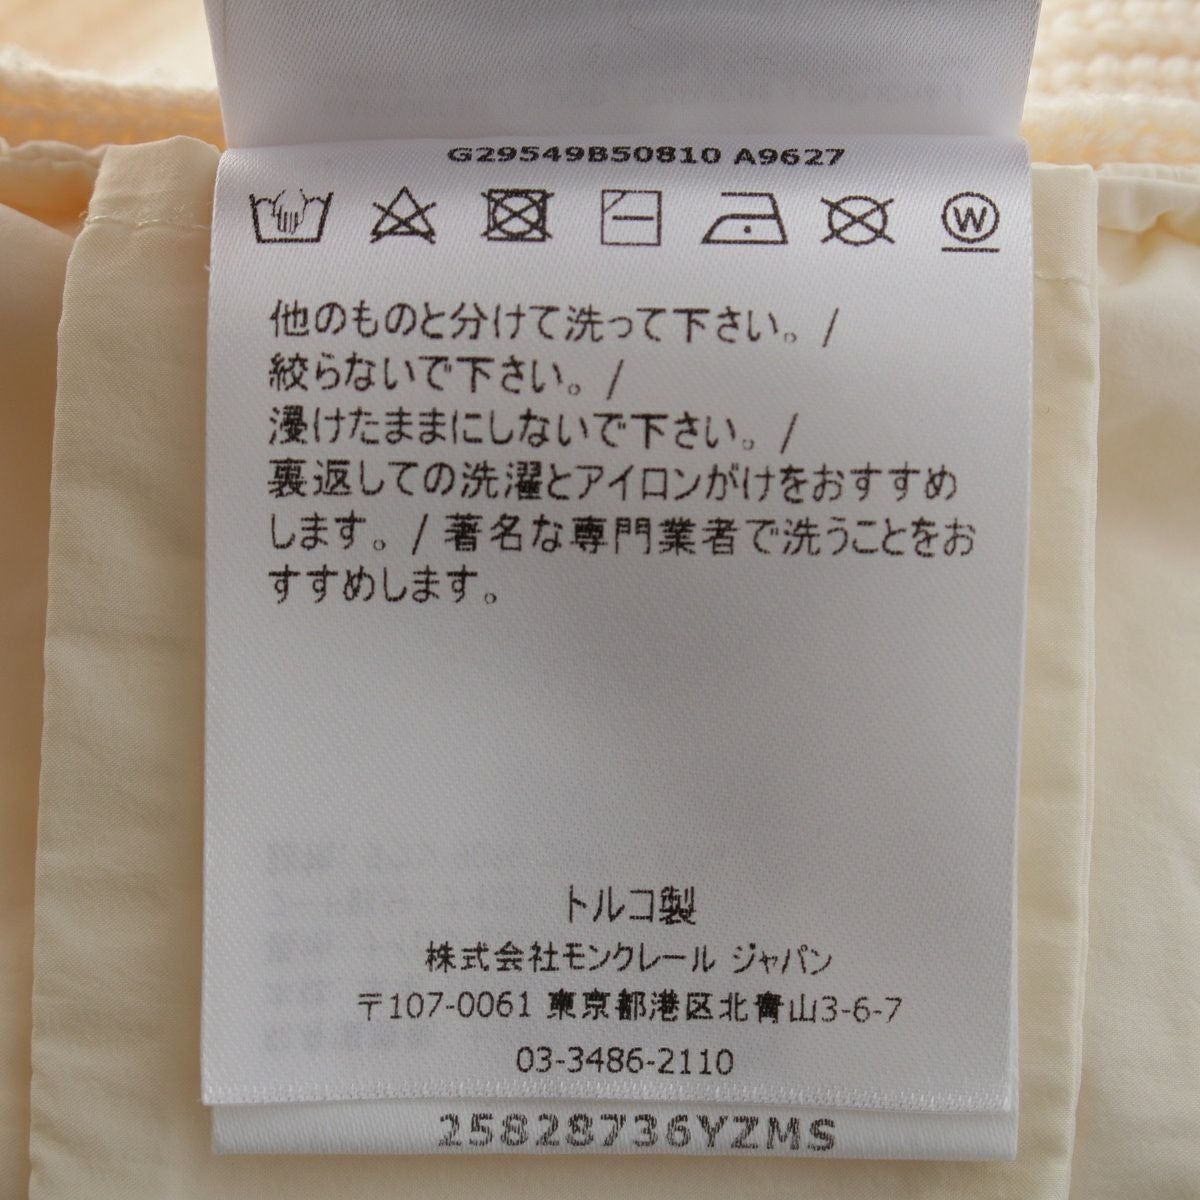 G29549B50810 A9627
W
他のものと分けて洗って下さい。/
絞らないで下さい。/
浸けたままにしないで下さい。/
裏返しての洗濯とアイロンがけをおすすめ
します。/ 著名な専門業者で洗うことをお
すすめします。
トルコ製
株式会社モンクレール ジャパン
〒107-0061 東京都港区北青山3-6-7
03-3486-2110
25828736YZMS